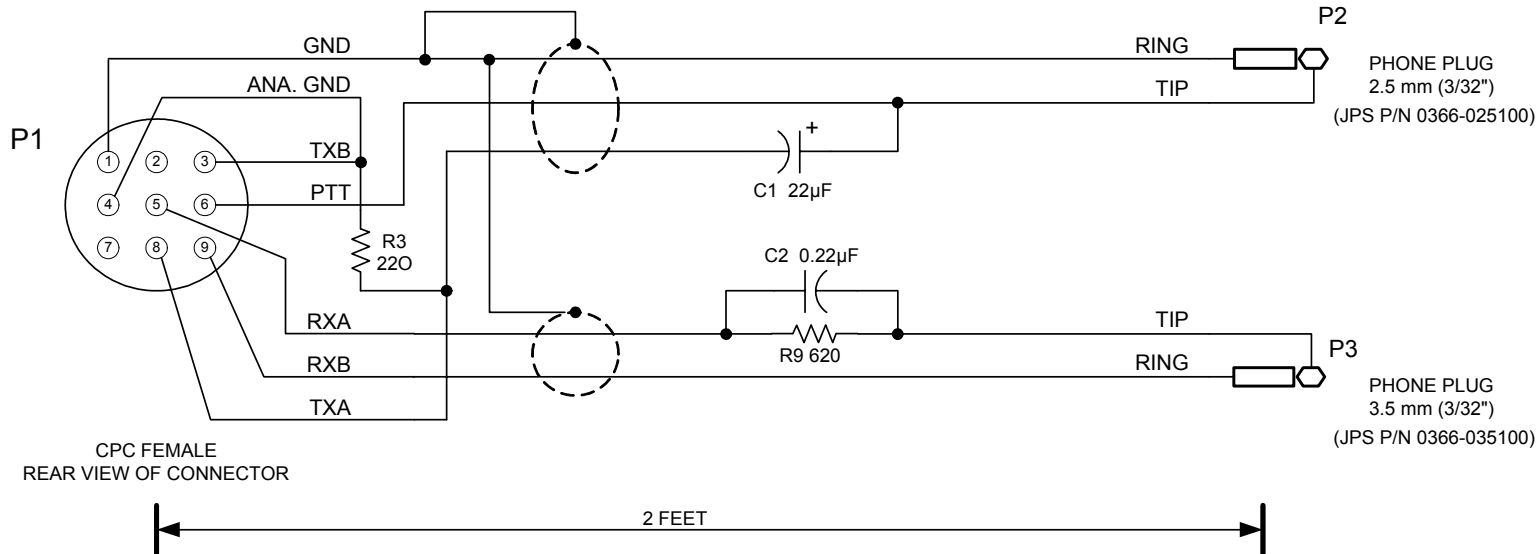 P2
GND
RING
PHONE PLUG
2.5 mm (3/32")
(JPS P/N 0366-025100)
ANA. GND
TIP
P1
TXB
+
C1 22µF
PTT
1
2
3
4
5
6
7
8
9
R3
22O
C2 0.22µF
RXA
TIP
R9 620
P3
RXB
RING
PHONE PLUG
3.5 mm (3/32")
(JPS P/N 0366-035100)
TXA
CPC FEMALE
REAR VIEW OF CONNECTOR
2 FEET